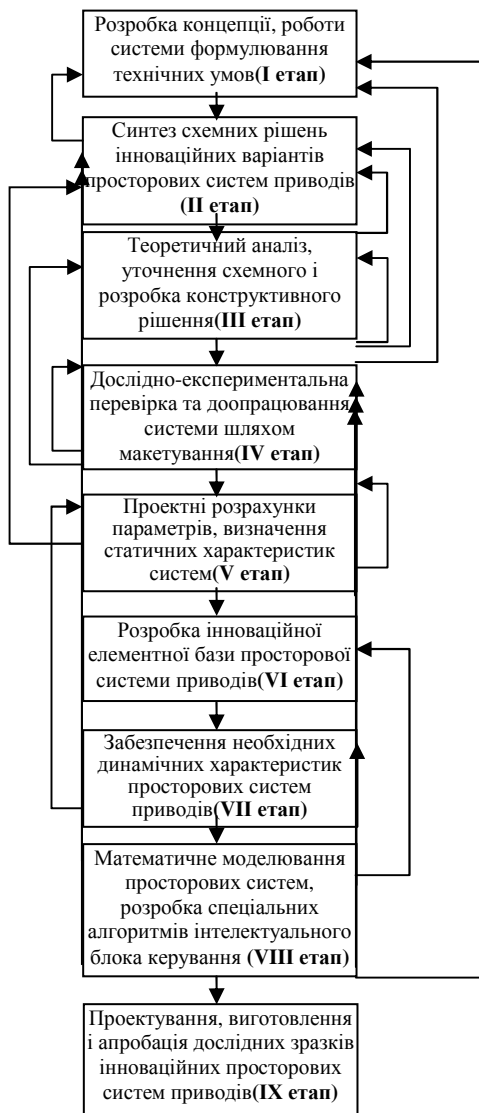 Розробка концепції, роботи
системи формулювання
технічних умов(I етап)
Синтез схемних рішень
інноваційних варіантів
просторових систем приводів
(II етап)
Теоретичний аналіз,
уточнення схемного і
розробка конструктивного
рішення(III етап)
Дослідно-експериментальна
перевірка та доопрацювання
системи шляхом
макетування(IV етап)
Проектні розрахунки
параметрів, визначення
статичних характеристик
систем(V етап)
Розробка інноваційної
елементної бази просторової
системи приводів(VI етап)
Забезпечення необхідних
динамічних характеристик
просторових систем
приводів(VII етап)
Математичне моделювання
просторових систем,
розробка спеціальних
алгоритмів інтелектуального
блока керування (VIII етап)
Проектування, виготовлення
і апробація дослідних зразків
інноваційних просторових
систем приводів(IX етап)